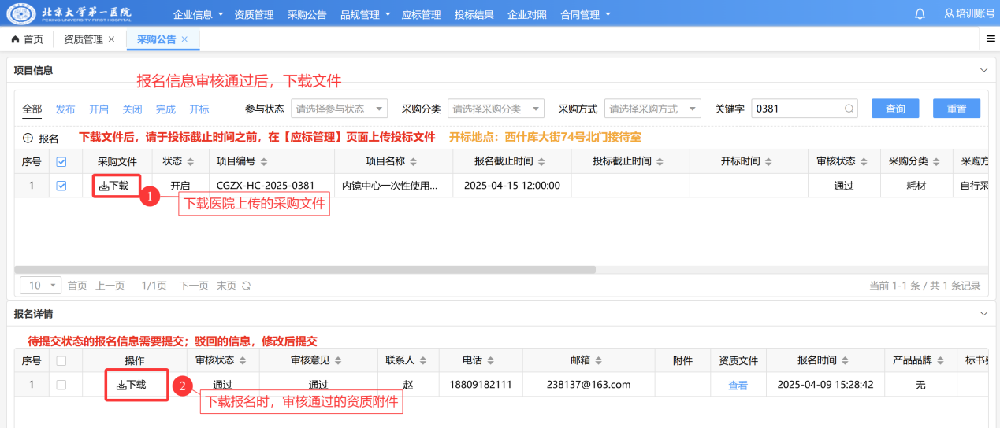 北京大学第一医院 企业信息 资质管理 采购公告 品规管理 应标管理 投标结果 企业对照 合同管理 培训账号
PEKING UNIVERSITY FIRST HOSPITAL
首页 资质管理 × 采购公告 ×
项目信息
报名信息审核通过后，下载文件
全部 发布 开启 关闭 完成 开标 参与状态 请选择参与状态 采购分类 请选择采购分类 采购方式 请选择采购方式 关键字 0381 查询 重置
报名 下载文件后，请于投标截止时间之前，在【应标管理】页面上传投标文件 开标地点：西什库大街74号北门接待室
序号 采购文件 状态 项目编号 项目名称 报名截止时间 投标截止时间 开标时间 审核状态 采购分类 采购方
1 下载 开启 CGZX-HC-2025-0381 内镜中心一次性使用... 2025-04-15 12:00:00 通过 耗材 自行采
1 下载医院上传的采购文件
10 首页 上一页 1/1页 下一页 末页 当前 1-1 条 / 共 1 条记录
报名详情
待提交状态的报名信息需要提交；驳回的信息，修改后提交
序号 操作 审核状态 审核意见 联系人 电话 邮箱 附件 资质文件 报名时间 产品品牌 标书费
1 下载 通过 通过 赵 18809182111 238137@163.com 查看 2025-04-09 15:28:42 无
2 下载报名时，审核通过的资质附件